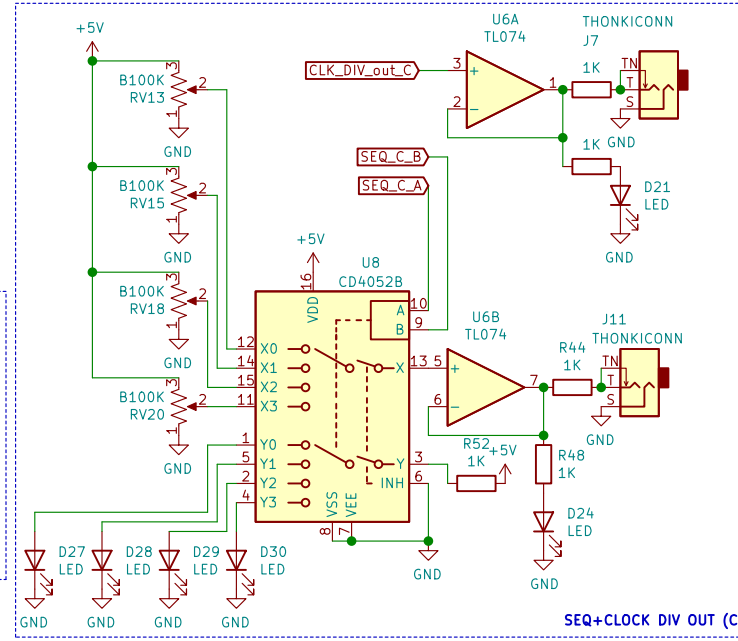 U6A
TL074
THONKICONN
J7
+5V
CLK_DIV_out_C
3
+
1
2
−
1K
TN
T
S
GND
B100K
RV13
3
2
1
GND
SEQ_C_B
SEQ_C_A
1K
D21
LED
GND
B100K
RV15
3
2
1
GND
+5V
U8
CD4052B
B100K
RV18
3
2
1
GND
16
VDD
A
10
B
9
U6B
TL074
J11
THONKICONN
12
X0
14
X1
15
X2
11
X3
X
13
5
+
7
6
−
R44
1K
TN
T
S
GND
B100K
RV20
3
2
1
GND
1
Y0
5
Y1
2
Y2
4
Y3
Y
3
INH
6
VSS
VEE
8
7
R52
1K
+5V
R48
1K
GND
D24
LED
GND
D27
LED
D28
LED
D29
LED
D30
LED
GND
GND
GND
GND
SEQ+CLOCK DIV OUT (C